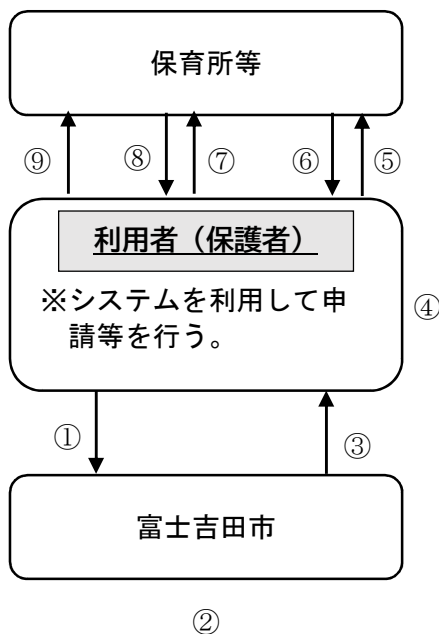 保育所等
⑨ ⑧ ⑦ ⑥ ⑤
利用者（保護者）
※システムを利用して申
請等を行う。
④
① ③
富士吉田市
②